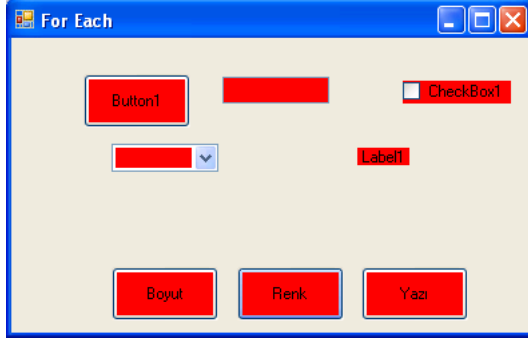 For Each
Button1
CheckBox1
Label1
Boyut
Renk
Yazı